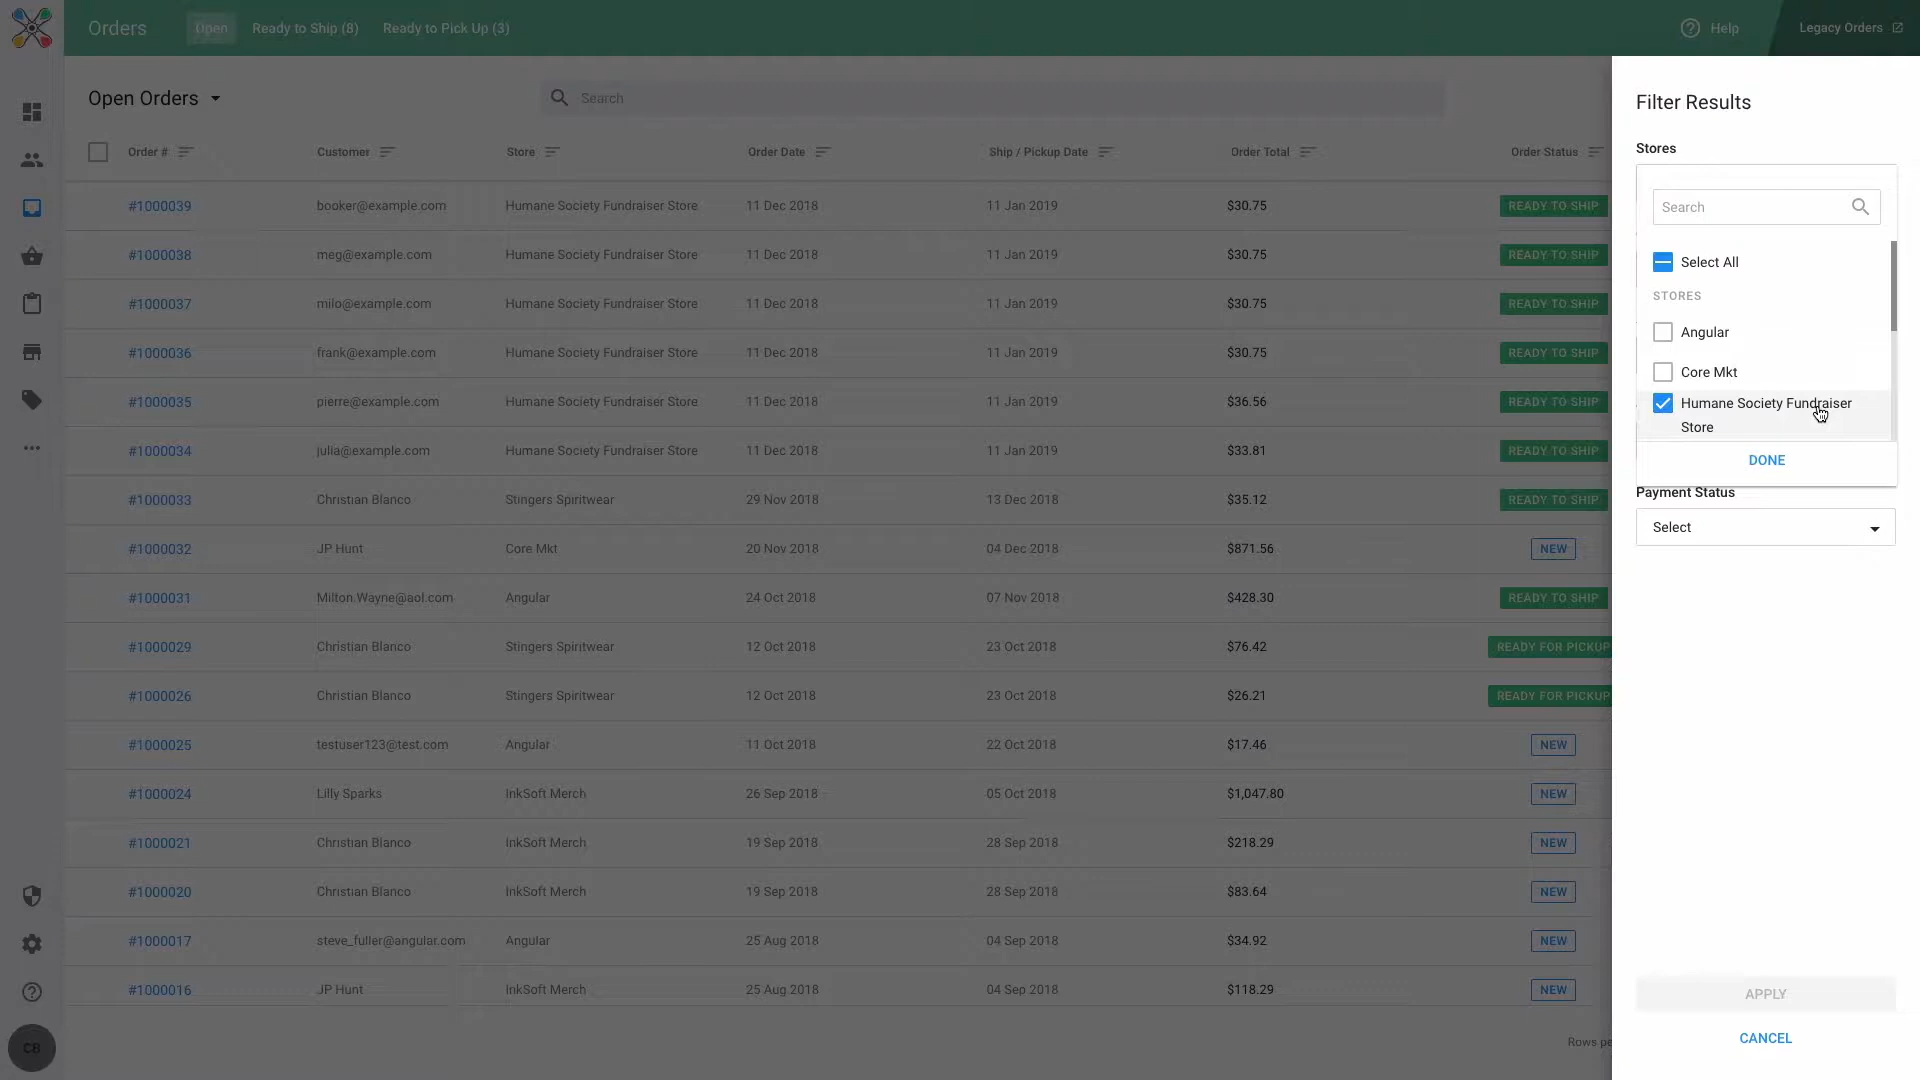 Orders Open Ready to Ship (8) Ready to Pick Up (3) Help Legacy Orders
Open Orders Search
Order # Customer Store Order Date Ship / Pickup Date Order Total Order Status
#1000039 booker@example.com Humane Society Fundraiser Store 11 Dec 2018 11 Jan 2019 $30.75 READY TO SHIP
#1000038 meg@example.com Humane Society Fundraiser Store 11 Dec 2018 11 Jan 2019 $30.75 READY TO SHIP
#1000037 milo@example.com Humane Society Fundraiser Store 11 Dec 2018 11 Jan 2019 $30.75 READY TO SHIP
#1000036 frank@example.com Humane Society Fundraiser Store 11 Dec 2018 11 Jan 2019 $30.75 READY TO SHIP
#1000035 pierre@example.com Humane Society Fundraiser Store 11 Dec 2018 11 Jan 2019 $36.56 READY TO SHIP
#1000034 julia@example.com Humane Society Fundraiser Store 11 Dec 2018 11 Jan 2019 $33.81 READY TO SHIP
#1000033 Christian Blanco Stingers Spiritwear 29 Nov 2018 13 Dec 2018 $35.12 READY TO SHIP
#1000032 JP Hunt Core Mkt 20 Nov 2018 04 Dec 2018 $871.56 NEW
#1000031 Milton.Wayne@aol.com Angular 24 Oct 2018 07 Nov 2018 $428.30 READY TO SHIP
#1000029 Christian Blanco Stingers Spiritwear 12 Oct 2018 23 Oct 2018 $76.42 READY FOR PICKUP
#1000026 Christian Blanco Stingers Spiritwear 12 Oct 2018 23 Oct 2018 $26.21 READY FOR PICKUP
#1000025 testuser123@test.com Angular 11 Oct 2018 22 Oct 2018 $17.46 NEW
#1000024 Lilly Sparks InkSoft Merch 26 Sep 2018 05 Oct 2018 $1,047.80 NEW
#1000021 Christian Blanco InkSoft Merch 19 Sep 2018 28 Sep 2018 $218.29 NEW
#1000020 Christian Blanco InkSoft Merch 19 Sep 2018 28 Sep 2018 $83.64 NEW
#1000017 steve_fuller@angular.com Angular 25 Aug 2018 04 Sep 2018 $34.92 NEW
#1000016 JP Hunt InkSoft Merch 25 Aug 2018 04 Sep 2018 $118.29 NEW
Rows pe
CB
Filter Results
Stores
Search
Select All
STORES
Angular
Core Mkt
Humane Society Fundraiser
Store
DONE
Payment Status
Select
APPLY
CANCEL